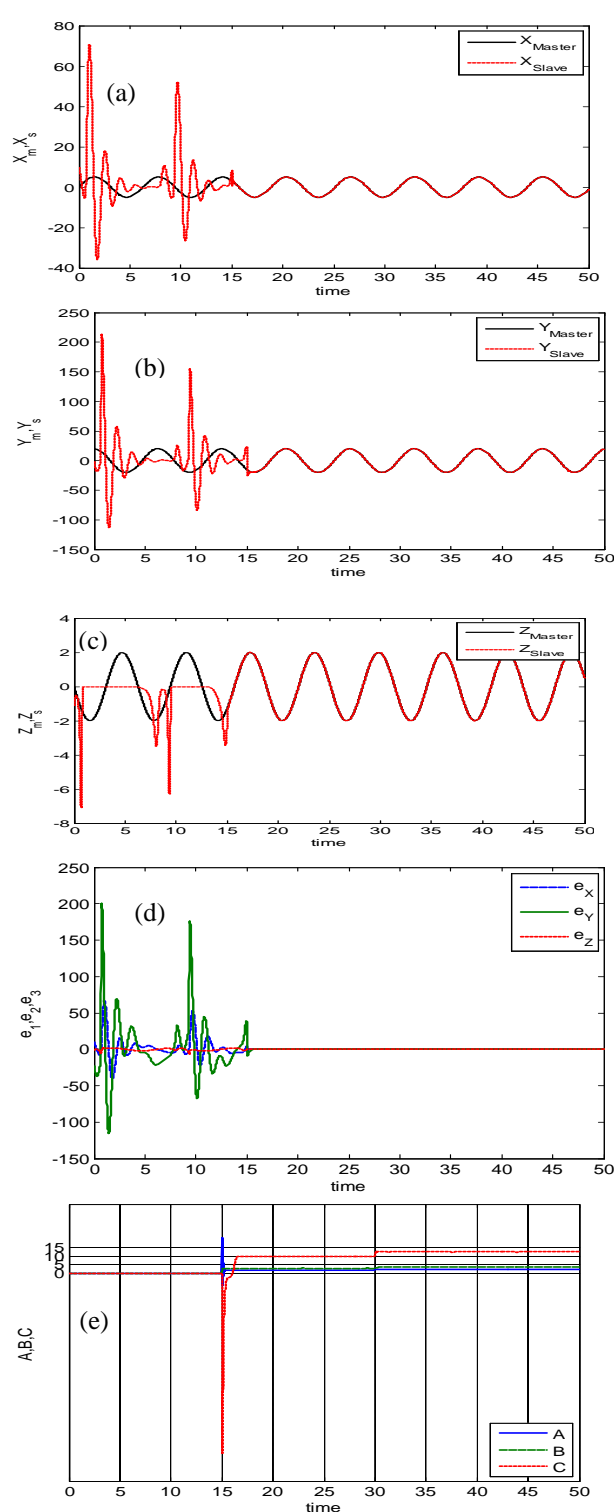 80
60
40
20
0
-20
-40
X_m,X_s
(a)
X_Master
X_Slave
0 5 10 15 20 25 30 35 40 45 50
time
250
200
150
100
50
0
-50
-100
-150
Y_m,Y_s
(b)
Y_Master
Y_Slave
0 5 10 15 20 25 30 35 40 45 50
time
4
2
0
-2
-4
-6
-8
Z_m,Z_s
(c)
Z_Master
Z_Slave
0 5 10 15 20 25 30 35 40 45 50
time
250
200
150
100
50
0
-50
-100
-150
e_1,e_2,e_3
(d)
e_X
e_Y
e_Z
0 5 10 15 20 25 30 35 40 45 50
time
15
10
5
0
A,B,C
(e)
A
B
C
0 5 10 15 20 25 30 35 40 45 50
time